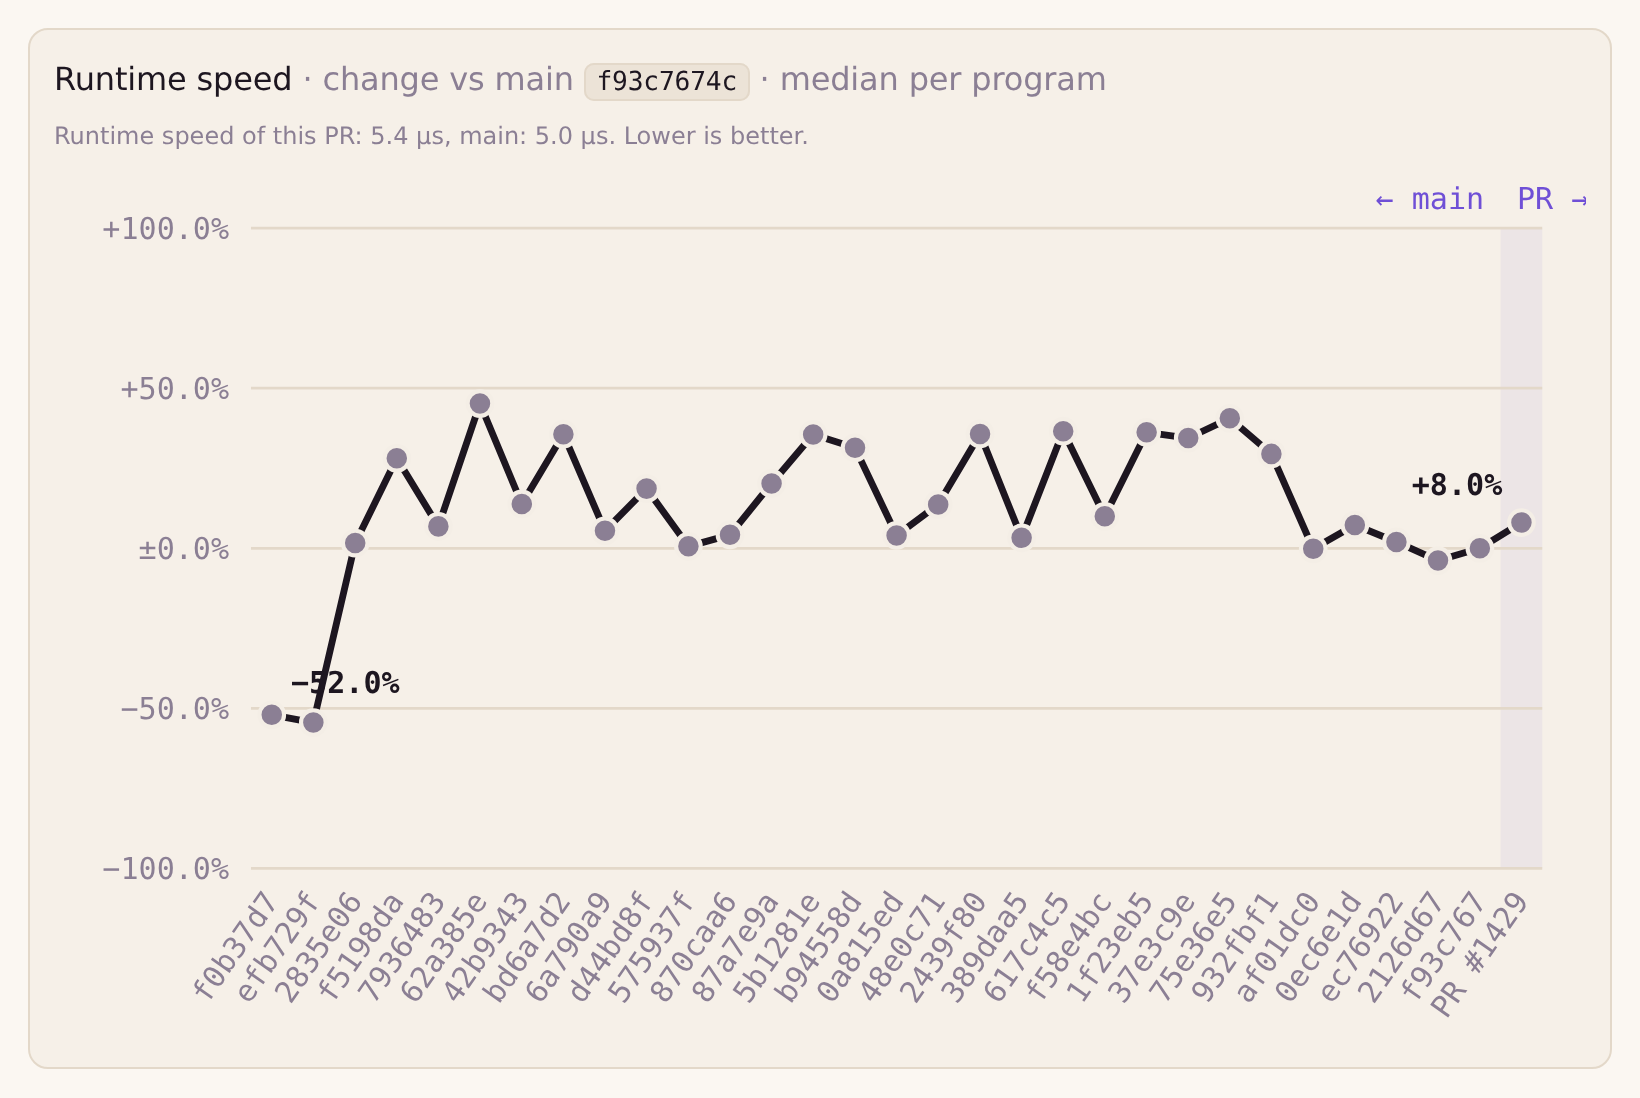 Runtime speed · change vs main f93c7674c · median per program
Runtime speed of this PR: 5.4 µs, main: 5.0 µs. Lower is better.
← main PR →
+100.0%
+50.0%
±0.0%
−50.0%
−100.0%
+8.0%
−52.0%
f0b37d7
efb729f
2835e06
f5198da
7936483
62a385e
42b9343
bd6a7d2
6a790a9
d44bd8f
575937f
870caa6
87a7e9a
5b1281e
b94558d
0a815ed
48e0c71
2439f80
389daa5
617c4c5
f58e4bc
1f23eb5
37e3c9e
75e36e5
932fbf1
af01dc0
0ec6e1d
ec76922
2126d67
f93c767
PR #1429